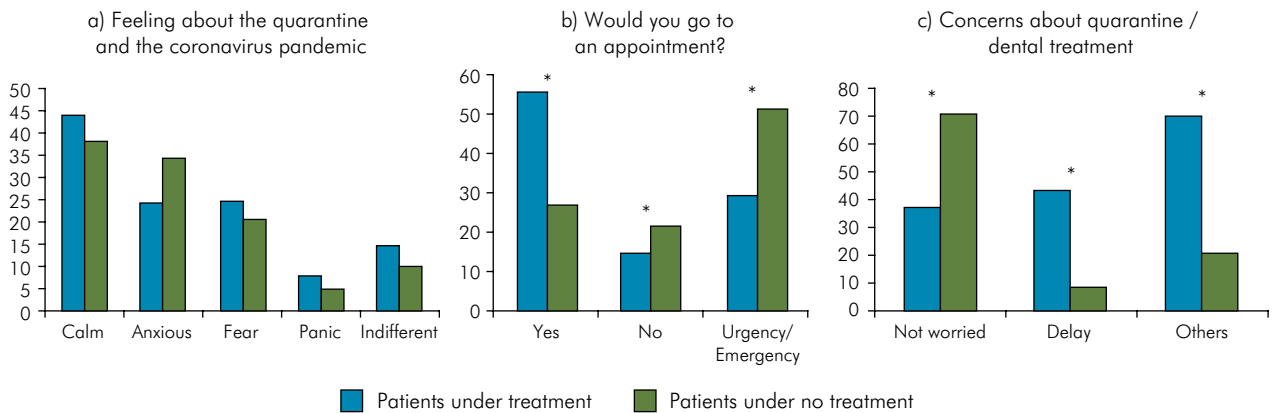 a) Feeling about the quarantine
and the coronavirus pandemic
50
45
40
35
30
25
20
15
10
5
0
Calm Anxious Fear Panic Indifferent
b) Would you go to
an appointment?
60
50
40
30
20
10
0
* * *
Yes No Urgency/
Emergency
c) Concerns about quarantine /
dental treatment
80
70
60
50
40
30
20
10
0
* * *
Not worried Delay Others
Patients under treatment Patients under no treatment